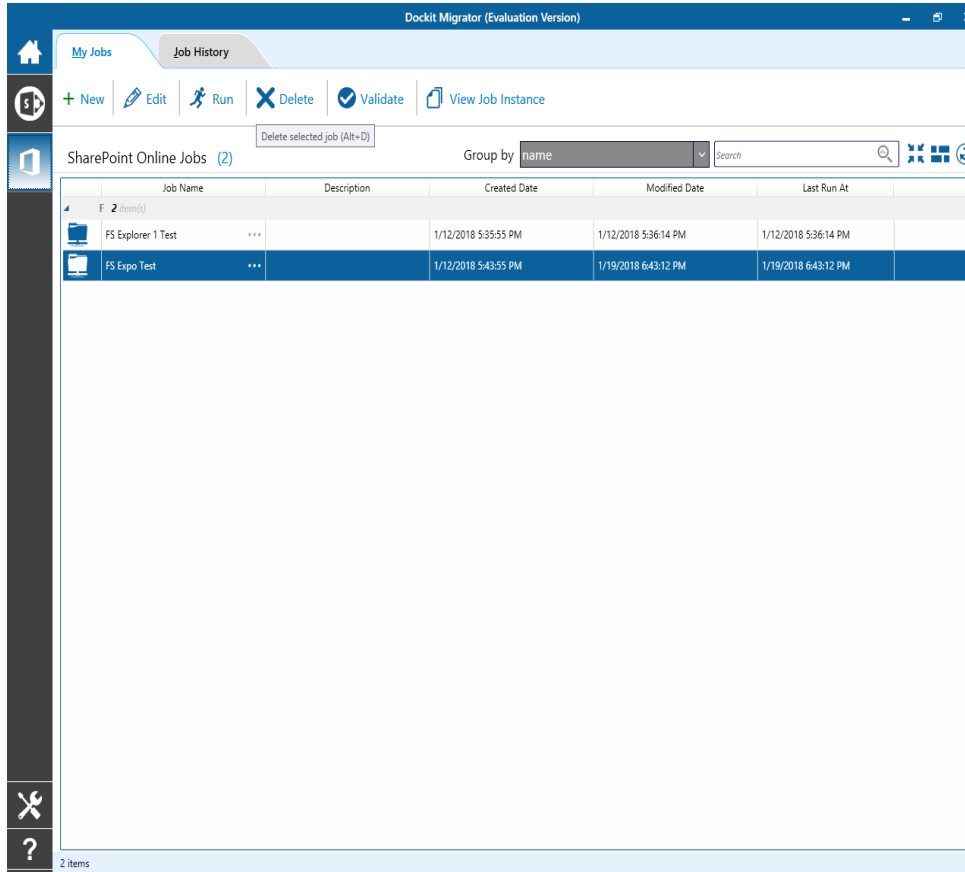 Dockit Migrator (Evaluation Version)
My Jobs Job History
+ New Edit Run Delete Validate View Job Instance
Delete selected job (Alt+D)
SharePoint Online Jobs (2) Group by name Search
Job Name Description Created Date Modified Date Last Run At
F 2 item(s)
FS Explorer 1 Test ... 1/12/2018 5:35:55 PM 1/12/2018 5:36:14 PM 1/12/2018 5:36:14 PM
FS Expo Test ... 1/12/2018 5:43:55 PM 1/19/2018 6:43:12 PM 1/19/2018 6:43:12 PM
?
2 items